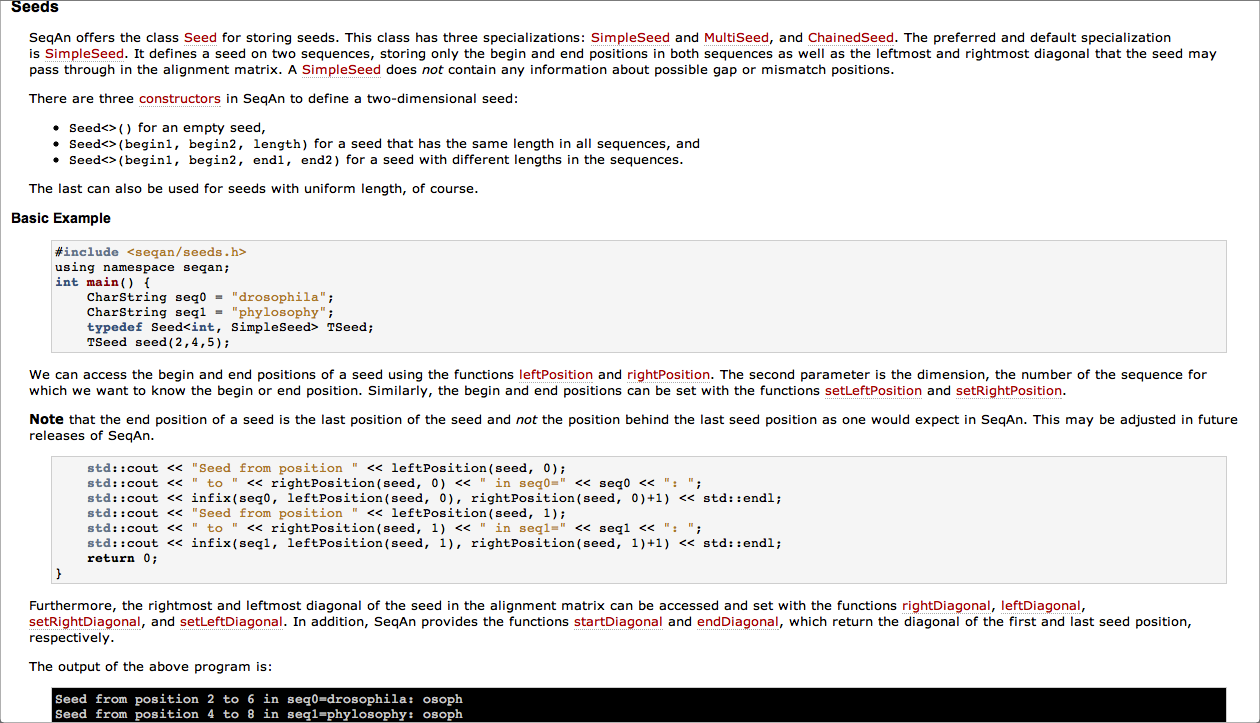 Seeds
SeqAn offers the class Seed for storing seeds. This class has three specializations: SimpleSeed and MultiSeed, and ChainedSeed. The preferred and default specialization
is SimpleSeed. It defines a seed on two sequences, storing only the begin and end positions in both sequences as well as the leftmost and rightmost diagonal that the seed may
pass through in the alignment matrix. A SimpleSeed does not contain any information about possible gap or mismatch positions.
There are three constructors in SeqAn to define a two-dimensional seed:
• Seed<>() for an empty seed,
• Seed<>(begin1, begin2, length) for a seed that has the same length in all sequences, and
• Seed<>(begin1, begin2, end1, end2) for a seed with different lengths in the sequences.
The last can also be used for seeds with uniform length, of course.
Basic Example
#include <seqan/seeds.h>
using namespace seqan;
int main() {
    CharString seq0 = "drosophila";
    CharString seq1 = "phylosophy";
    typedef Seed<int, SimpleSeed> TSeed;
    TSeed seed(2,4,5);
We can access the begin and end positions of a seed using the functions leftPosition and rightPosition. The second parameter is the dimension, the number of the sequence for
which we want to know the begin or end position. Similarly, the begin and end positions can be set with the functions setLeftPosition and setRightPosition.
Note that the end position of a seed is the last position of the seed and not the position behind the last seed position as one would expect in SeqAn. This may be adjusted in future
releases of SeqAn.
    std::cout << "Seed from position " << leftPosition(seed, 0);
    std::cout << " to " << rightPosition(seed, 0) << " in seq0=" << seq0 << ": ";
    std::cout << infix(seq0, leftPosition(seed, 0), rightPosition(seed, 0)+1) << std::endl;
    std::cout << "Seed from position " << leftPosition(seed, 1);
    std::cout << " to " << rightPosition(seed, 1) << " in seq1=" << seq1 << ": ";
    std::cout << infix(seq1, leftPosition(seed, 1), rightPosition(seed, 1)+1) << std::endl;
    return 0;
}
Furthermore, the rightmost and leftmost diagonal of the seed in the alignment matrix can be accessed and set with the functions rightDiagonal, leftDiagonal,
setRightDiagonal, and setLeftDiagonal. In addition, SeqAn provides the functions startDiagonal and endDiagonal, which return the diagonal of the first and last seed position,
respectively.
The output of the above program is:
Seed from position 2 to 6 in seq0=drosophila: osoph
Seed from position 4 to 8 in seq1=phylosophy: osoph